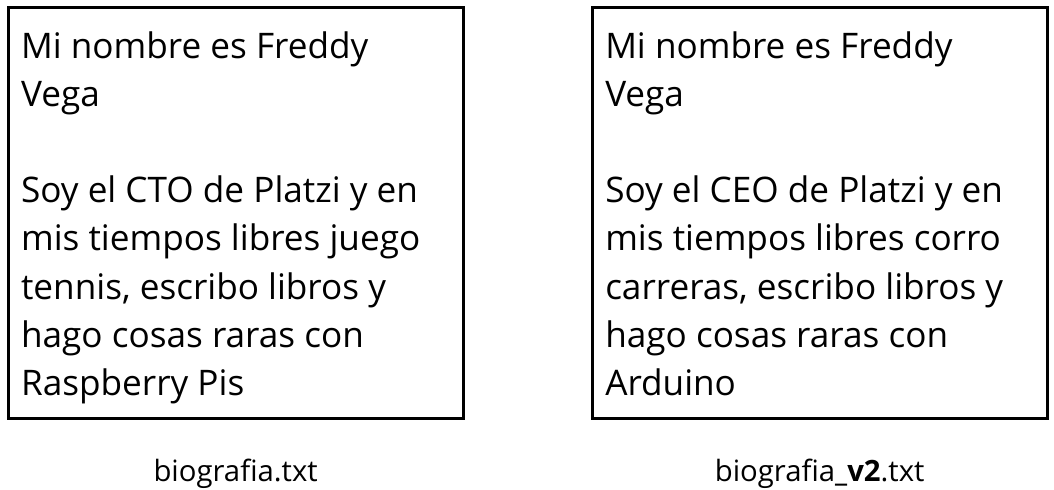 Mi nombre es Freddy
Vega
Soy el CTO de Platzi y en
mis tiempos libres juego
tennis, escribo libros y
hago cosas raras con
Raspberry Pis
biografia.txt
Mi nombre es Freddy
Vega
Soy el CEO de Platzi y en
mis tiempos libres corro
carreras, escribo libros y
hago cosas raras con
Arduino
biografia_v2.txt